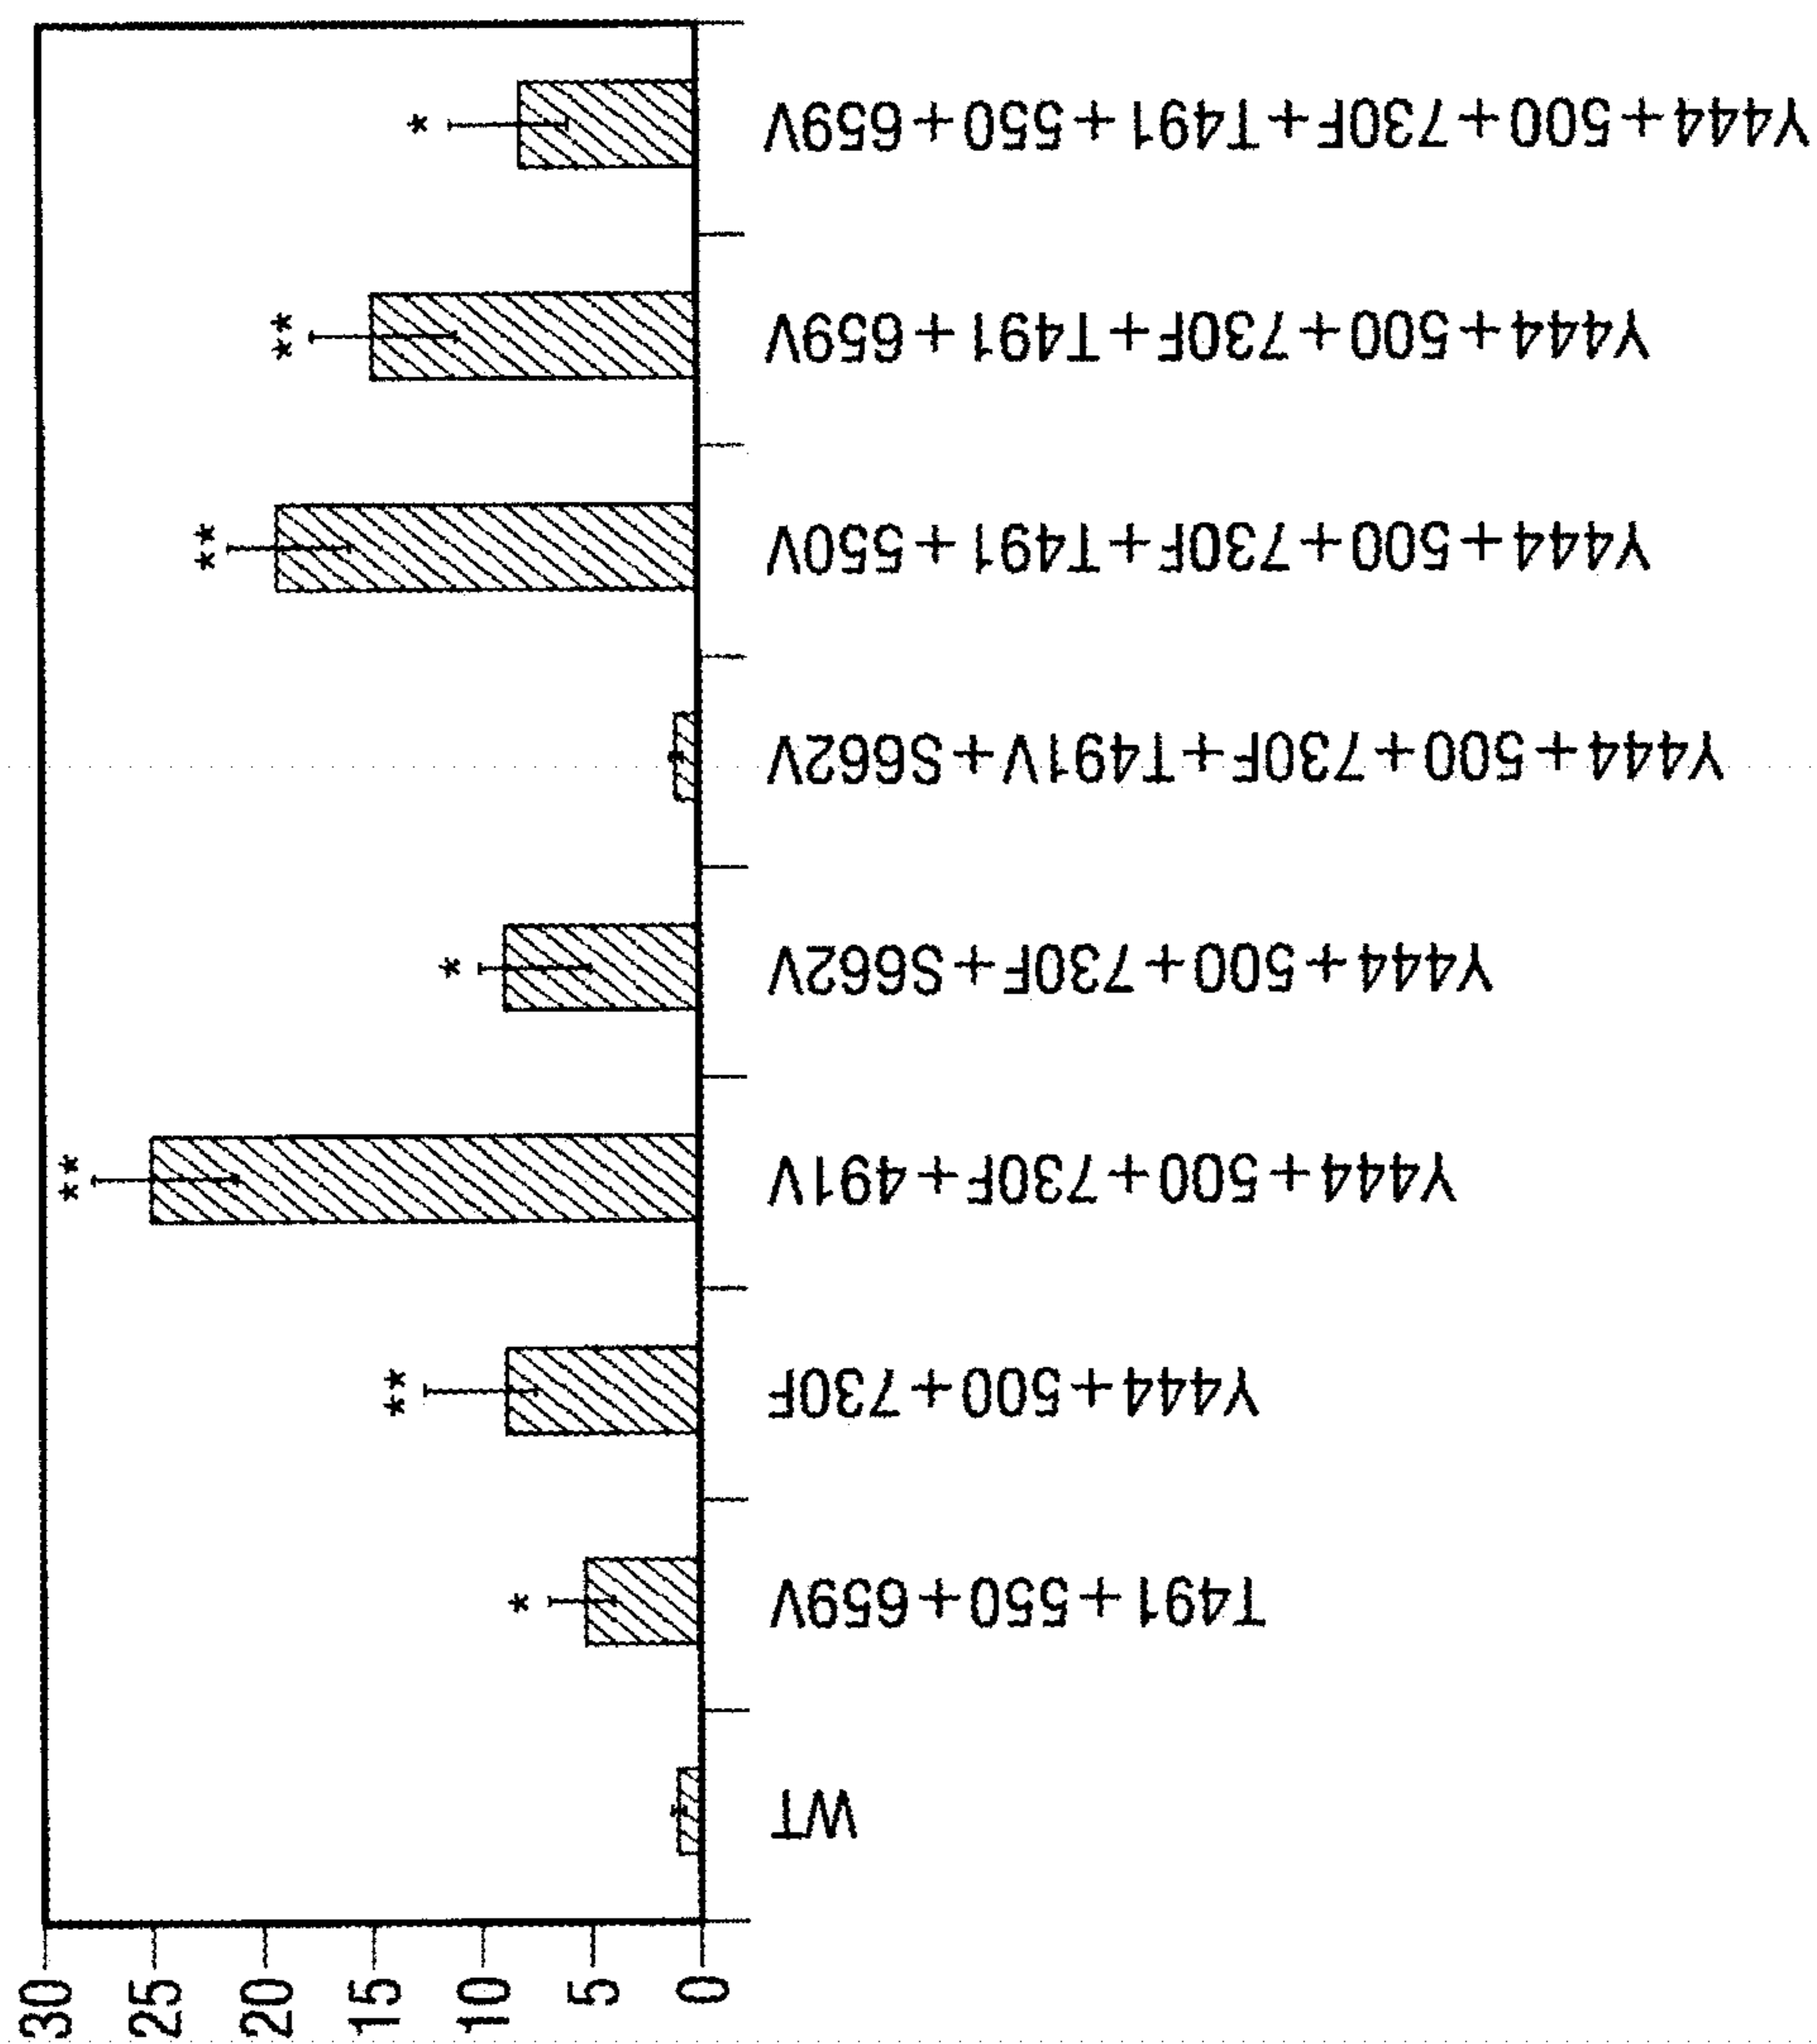 30
25
20
15
10
5
0
*
**
**
*
**
**
*
WT
T491+550+659V
Y444+500+730F
Y444+500+730F+491V
Y444+500+730F+S662V
Y444+500+730F+T491V+S662V
Y444+500+730F+T491+550V
Y444+500+730F+T491+659V
Y444+500+730F+T491+550+659V